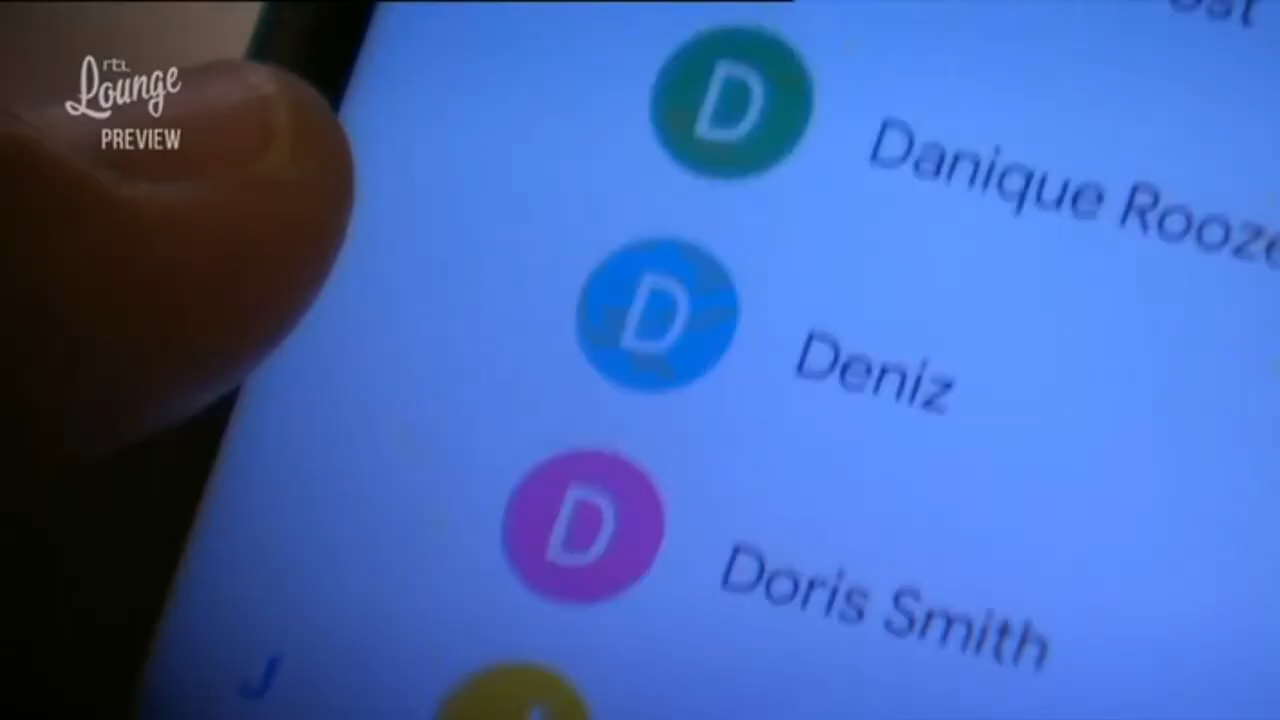 rtl
Lounge
PREVIEW
D
Danique Rooze
D
Deniz
D
Doris Smith
J